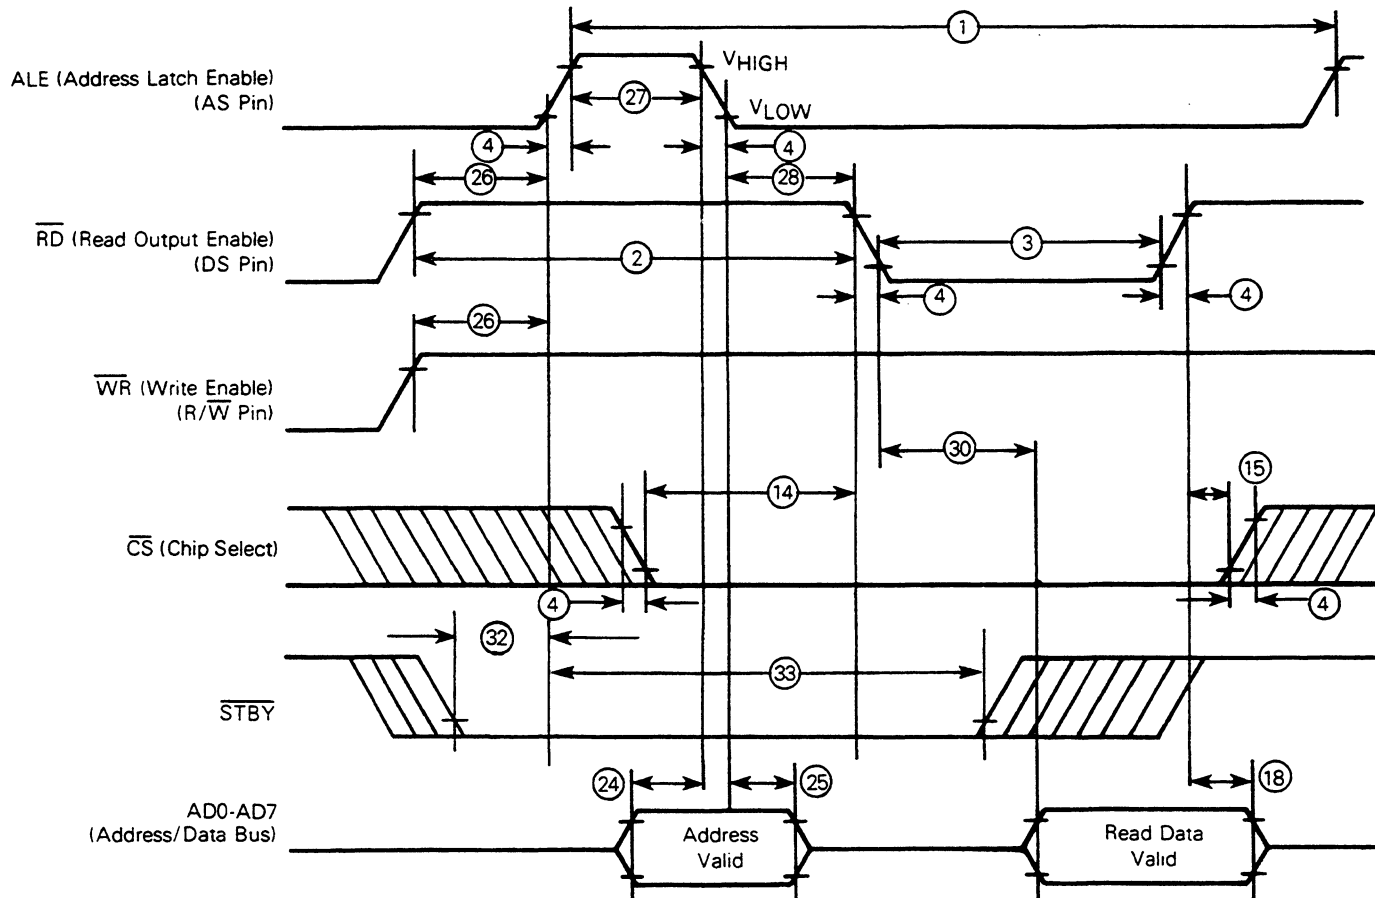 1
ALE (Address Latch Enable)
(AS Pin)
VHIGH
27
VLOW
4
4
26
28
RD (Read Output Enable)
(DS Pin)
2
3
4
4
26
WR (Write Enable)
(R/W Pin)
30
15
14
CS (Chip Select)
4
4
32
33
STBY
24
25
18
AD0-AD7
(Address/Data Bus)
Address
Valid
Read Data
Valid